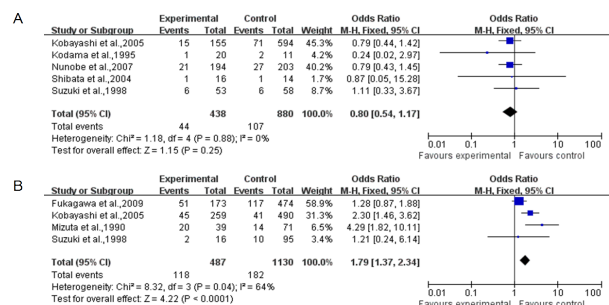 A
Experimental Control Odds Ratio Odds Ratio
Study or Subgroup Events Total Events Total Weight M-H, Fixed, 95% CI M-H, Fixed, 95% CI
Kobayashi et al.,2005 15 155 71 594 45.3% 0.79 [0.44, 1.42]
Kodama et al.,1995 1 20 2 11 4.2% 0.24 [0.02, 2.97]
Nunobe et al.,2007 21 194 27 203 40.0% 0.79 [0.43, 1.45]
Shibata et al.,2004 1 16 1 14 1.7% 0.87 [0.05, 15.28]
Suzuki et al.,1998 6 53 6 58 8.8% 1.11 [0.33, 3.67]
Total (95% CI) 438 880 100.0% 0.80 [0.54, 1.17]
Total events 44 107
Heterogeneity: Chi² = 1.18, df = 4 (P = 0.88); I² = 0%
Test for overall effect: Z = 1.15 (P = 0.25)
0.01 0.1 1 10 100
Favours experimental Favours control
B
Experimental Control Odds Ratio Odds Ratio
Study or Subgroup Events Total Events Total Weight M-H, Fixed, 95% CI M-H, Fixed, 95% CI
Fukagawa et al.,2009 51 173 117 474 58.9% 1.28 [0.87, 1.88]
Kobayashi et al.,2005 45 259 41 490 31.3% 2.30 [1.46, 3.62]
Mizuta et al.,1990 20 39 14 71 6.5% 4.29 [1.82, 10.11]
Suzuki et al.,1998 2 16 10 95 3.4% 1.21 [0.24, 6.14]
Total (95% CI) 487 1130 100.0% 1.79 [1.37, 2.34]
Total events 118 182
Heterogeneity: Chi² = 8.32, df = 3 (P = 0.04); I² = 64%
Test for overall effect: Z = 4.22 (P < 0.0001)
0.01 0.1 1 10 100
Favours experimental Favours control